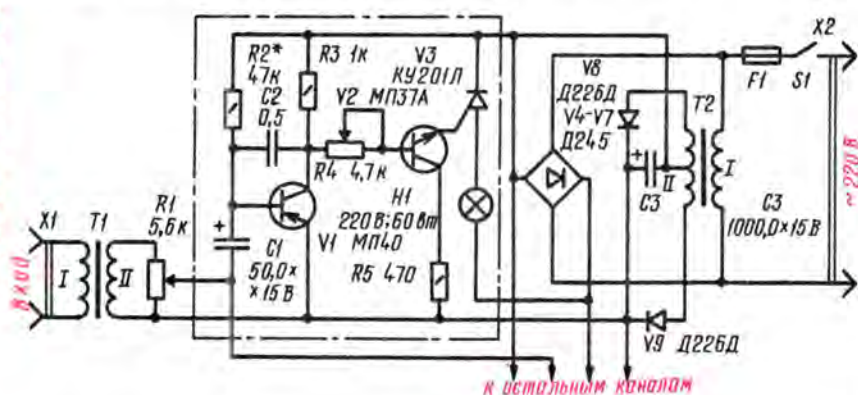 R2*
47к
C2
0,5
R3 1к
V2 МП37А
V3
КУ201Л
R4 4,7к
H1
220 В; 60 вт
V1
МП40
C1
50,0×
×15 В
R5 470
X1
T1
R1
5,6к
I
II
Вход
V8
Д226Д
V4-V7
Д245
T2
C3
II
I
F1
S1
X2
~220 В
C3
1000,0×15 В
V9 Д226Д
К остальным каналам